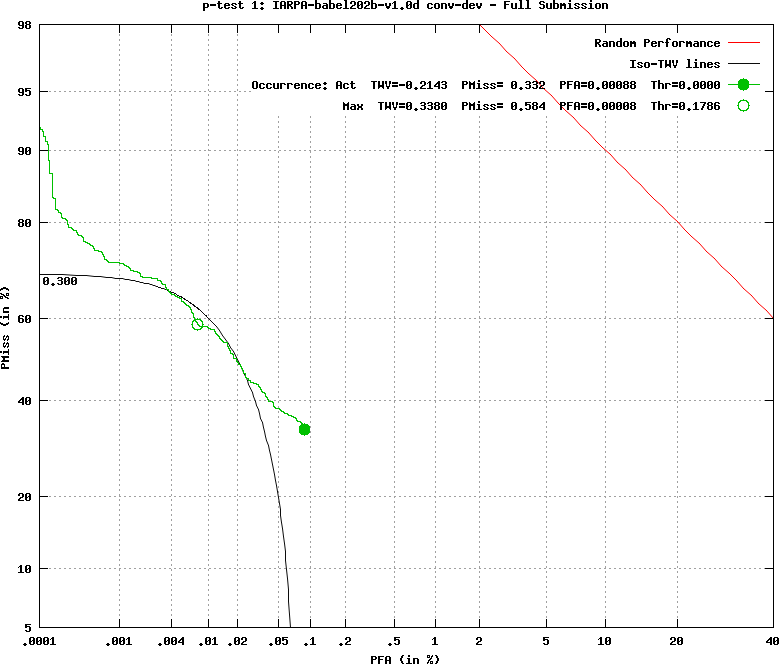 p-test 1: IARPA-babel202b-v1.0d conv-dev - Full Submission
98
95
90
80
60
40
20
10
5
PMiss (in %)
Random Performance
Iso-TWV lines
Occurrence: Act TWV=-0.2143 PMiss= 0.332 PFA=0.00088 Thr=0.0000
Max TWV=0.3380 PMiss= 0.584 PFA=0.00008 Thr=0.1786
0.300
.0001 .001 .004 .01 .02 .05 .1 .2 .5 1 2 5 10 20 40
PFA (in %)